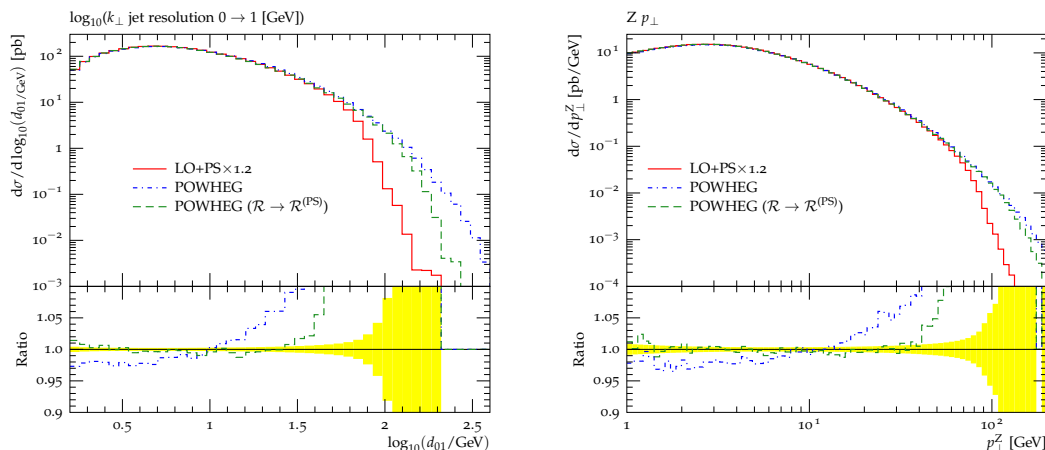 log₁₀(k⊥ jet resolution 0 → 1 [GeV])
dσ/d log₁₀(d₀₁/GeV) [pb]
10²
10¹
1
10⁻¹
10⁻²
10⁻³
LO+PS×1.2
POWHEG
POWHEG (ℛ → ℛ⁽ᴾˢ⁾)
Ratio
1.05
1.0
0.95
0.9
0.5 1 1.5 2 2.5
log₁₀(d₀₁/GeV)
Z p⊥
dσ/dp⊥ᶻ [pb/GeV]
10¹
1
10⁻¹
10⁻²
10⁻³
10⁻⁴
LO+PS×1.2
POWHEG
POWHEG (ℛ → ℛ⁽ᴾˢ⁾)
Ratio
1.05
1.0
0.95
0.9
1 10¹ 10²
p⊥ᶻ [GeV]